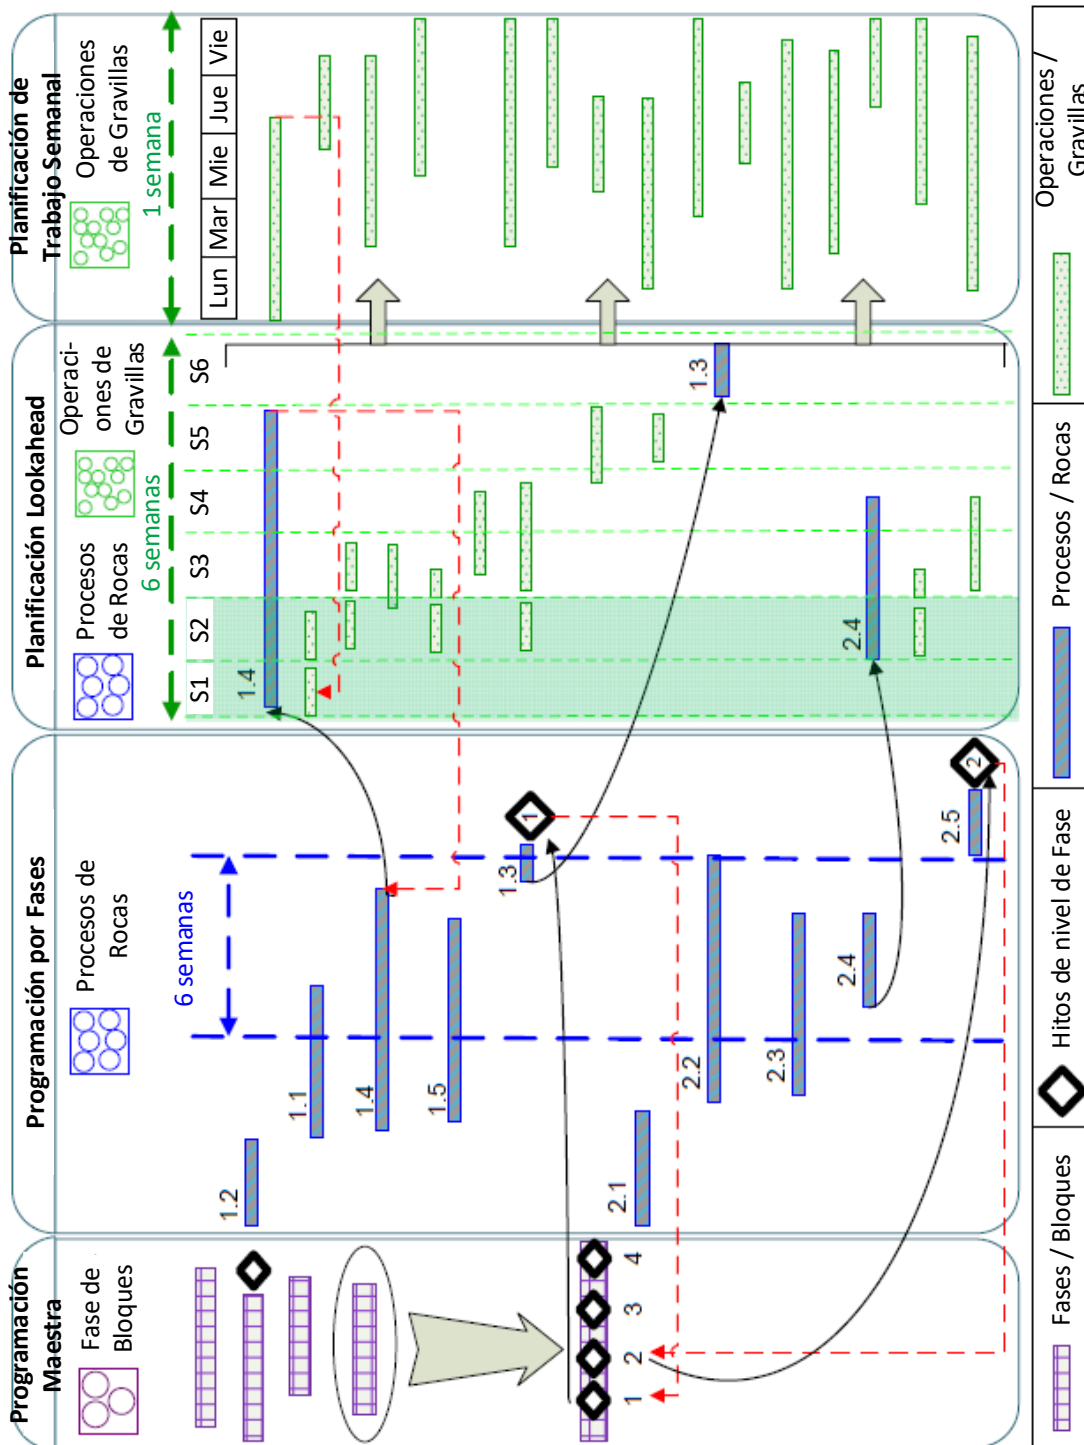 Programación
Maestra
Fase de
Bloques
1
2
3
4
Programación por Fases
Procesos de
Rocas
6 semanas
1.2
1.1
1.4
1.5
1.3
1
2.1
2.2
2.3
2.4
2.5
2
Planificación Lookahead
Procesos
de Rocas
Operaci-
ones de
Gravillas
6 semanas
S1 S2 S3 S4 S5 S6
1.4
1.3
2.4
Planificación de
Trabajo Semanal
Operaciones
de Gravillas
1 semana
Lun Mar Mie Jue Vie
Fases / Bloques
Hitos de nivel de Fase
Procesos / Rocas
Operaciones /
Gravillas